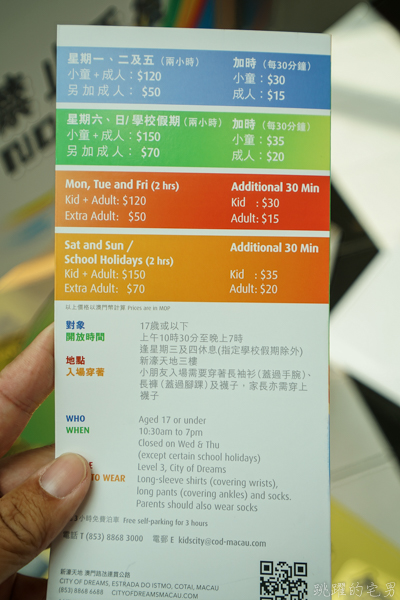 星期一、二及五 (兩小時) 加時 (每30分鐘)
小童 + 成人: $120 小童: $30
另加成人: $50 成人: $15
星期六、日/ 學校假期 (兩小時) 加時 (每30分鐘)
小童 + 成人: $150 小童: $35
另加成人: $70 成人: $20
Mon, Tue and Fri (2 hrs) Additional 30 Min
Kid + Adult: $120 Kid : $30
Extra Adult: $50 Adult: $15
Sat and Sun /
School Holidays (2 hrs) Additional 30 Min
Kid + Adult: $150 Kid : $35
Extra Adult: $70 Adult: $20
以上價格以澳門幣計算 Prices are in MOP
對象 17歲或以下
開放時間 上午10時30分至晚上7時
逢星期三及四休息(指定學校假期除外)
地點 新濠天地三樓
入場穿著 小朋友入場需要穿著長袖衫(蓋過手腕)、
長褲(蓋過腳踝)及襪子、家長亦需穿上
襪子
WHO Aged 17 or under
WHEN 10:30am to 7pm
Closed on Wed & Thu
(except certain school holidays)
Level 3, City of Dreams
TO WEAR Long-sleeve shirts (covering wrists),
long pants (covering ankles) and socks.
Parents should also wear socks
3小時免費泊車 Free self-parking for 3 hours
電話 T (853) 8868 3000 電郵 E kidscity@cod-macau.com
新濠天地 澳門路氹連貫公路
CITY OF DREAMS, ESTRADA DO ISTMO, COTAI, MACAU
(853) 8868 6688 CITYOFDREAMSMACAU.COM
跳躍的宅男